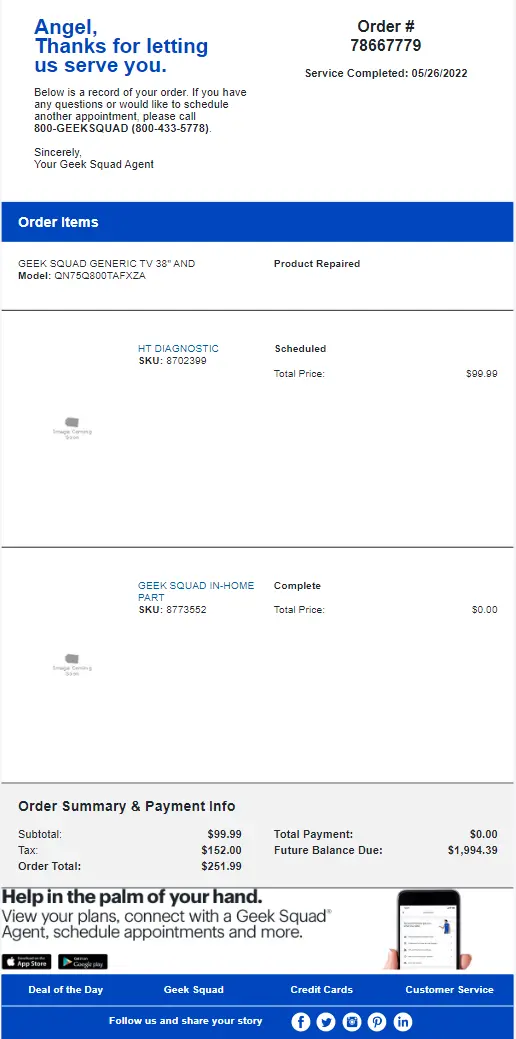 Angel,
Thanks for letting
us serve you.
Order #
78667779
Service Completed: 05/26/2022
Below is a record of your order. If you have
any questions or would like to schedule
another appointment, please call
800-GEEKSQUAD (800-433-5778).
Sincerely,
Your Geek Squad Agent
Order Items
GEEK SQUAD GENERIC TV 38" AND
Model: QN75Q800TAFXZA
Product Repaired
HT DIAGNOSTIC
SKU: 8702399
Scheduled
Total Price: $99.99
Image Coming
Soon
GEEK SQUAD IN-HOME
PART
SKU: 8773552
Complete
Total Price: $0.00
Image Coming
Soon
Order Summary & Payment Info
Subtotal: $99.99
Tax: $152.00
Order Total: $251.99
Total Payment: $0.00
Future Balance Due: $1,994.39
Help in the palm of your hand.
View your plans, connect with a Geek Squad®
Agent, schedule appointments and more.
Download on the
App Store
GET IT ON
Google play
Deal of the Day Geek Squad Credit Cards Customer Service
Follow us and share your story